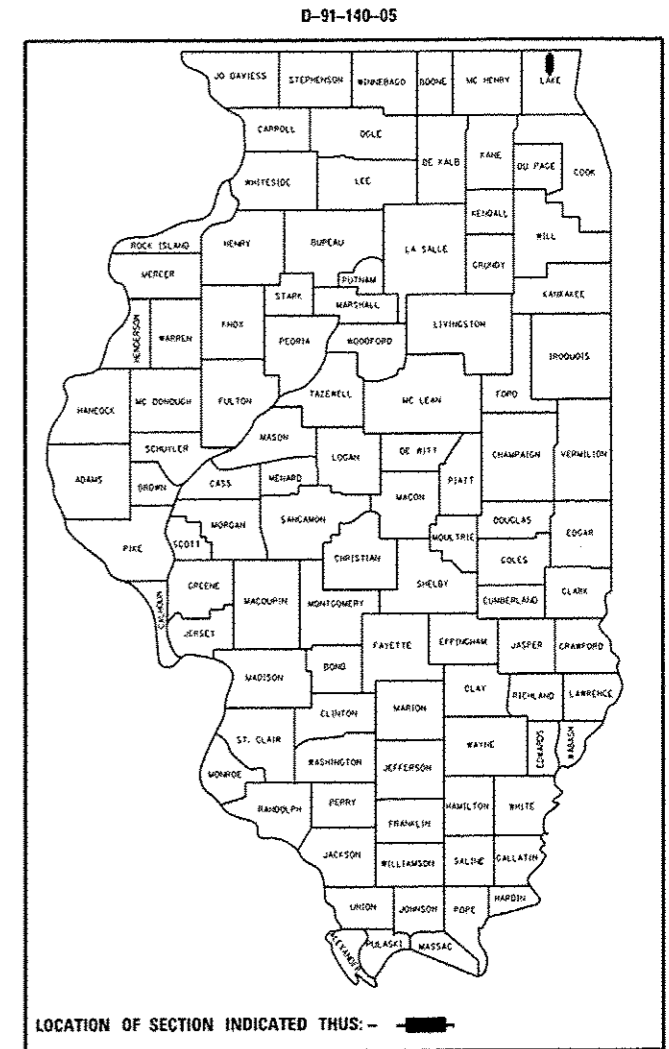 D-91-140-05
JO DAVIESS STEPHENSON WINNEBAGO BOONE MC HENRY LAKE
CARROLL OGLE DE KALB KANE DU PAGE COOK
WHITESIDE LEE
KENDALL WILL
ROCK ISLAND HENRY BUREAU LA SALLE GRUNDY
MERCER PUTNAM KANKAKEE
STARK MARSHALL
HENDERSON WARREN KNOX PEORIA WOODFORD LIVINGSTON IROQUOIS
HANCOCK MC DONOUGH FULTON TAZEWELL MC LEAN FORD
MASON
SCHUYLER LOGAN DE WITT CHAMPAIGN VERMILION
ADAMS BROWN CASS MENARD MACON PIATT
MORGAN SANGAMON DOUGLAS
PIKE SCOTT CHRISTIAN MOULTRIE COLES EDGAR
GREENE SHELBY CLARK
CALHOUN MACOUPIN MONTGOMERY CUMBERLAND
JERSEY FAYETTE EFFINGHAM JASPER CRAWFORD
MADISON BOND
CLAY RICHLAND LAWRENCE
CLINTON MARION
ST. CLAIR WAYNE EDWARDS WABASH
MONROE WASHINGTON JEFFERSON
RANDOLPH PERRY HAMILTON WHITE
FRANKLIN
JACKSON WILLIAMSON SALINE GALLATIN
UNION JOHNSON POPE HARDIN
ALEXANDER PULASKI MASSAC
LOCATION OF SECTION INDICATED THUS: -